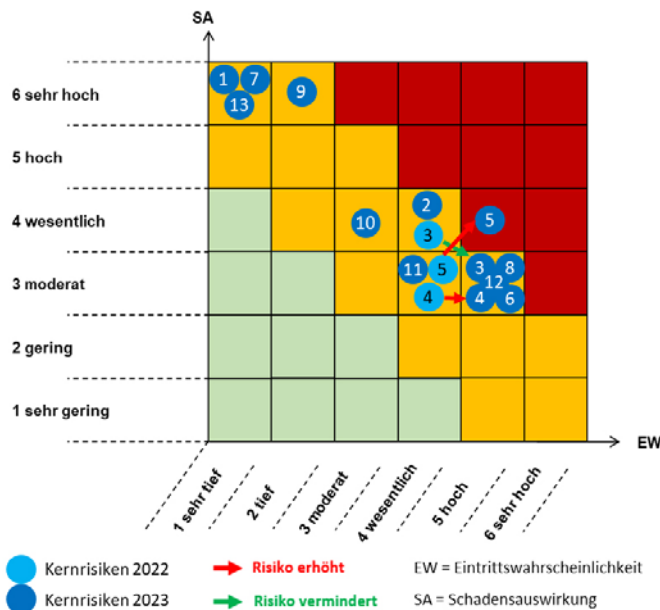 SA
6 sehr hoch
1 7
13
9
5 hoch
4 wesentlich
10
2
3
5
3 moderat
11 5
4
3 8
12
4 6
2 gering
1 sehr gering
EW
1 sehr tief
2 tief
3 moderat
4 wesentlich
5 hoch
6 sehr hoch
Kernrisiken 2022
Risiko erhöht
EW = Eintrittswahrscheinlichkeit
Kernrisiken 2023
Risiko vermindert
SA = Schadensauswirkung